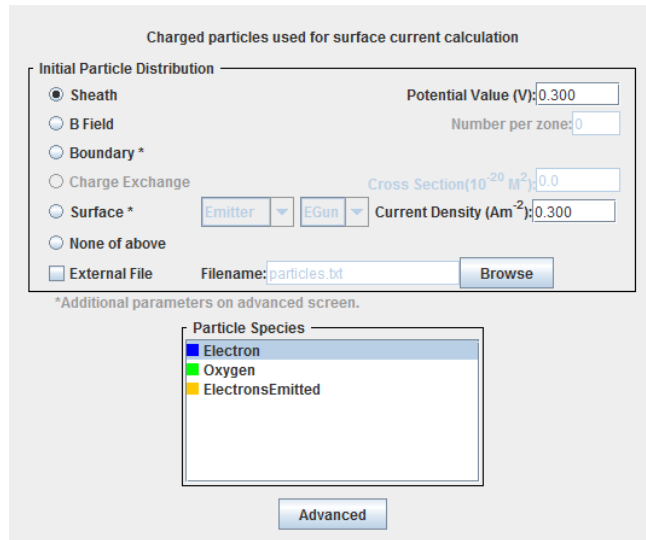 Charged particles used for surface current calculation
Initial Particle Distribution
Sheath Potential Value (V): 0.300
B Field Number per zone: 0
Boundary *
Charge Exchange Cross Section(10^-20 M^2): 0.0
Surface * Emitter EGun Current Density (Am^-2): 0.300
None of above
External File Filename: particles.txt Browse
*Additional parameters on advanced screen.
Particle Species
Electron
Oxygen
ElectronsEmitted
Advanced